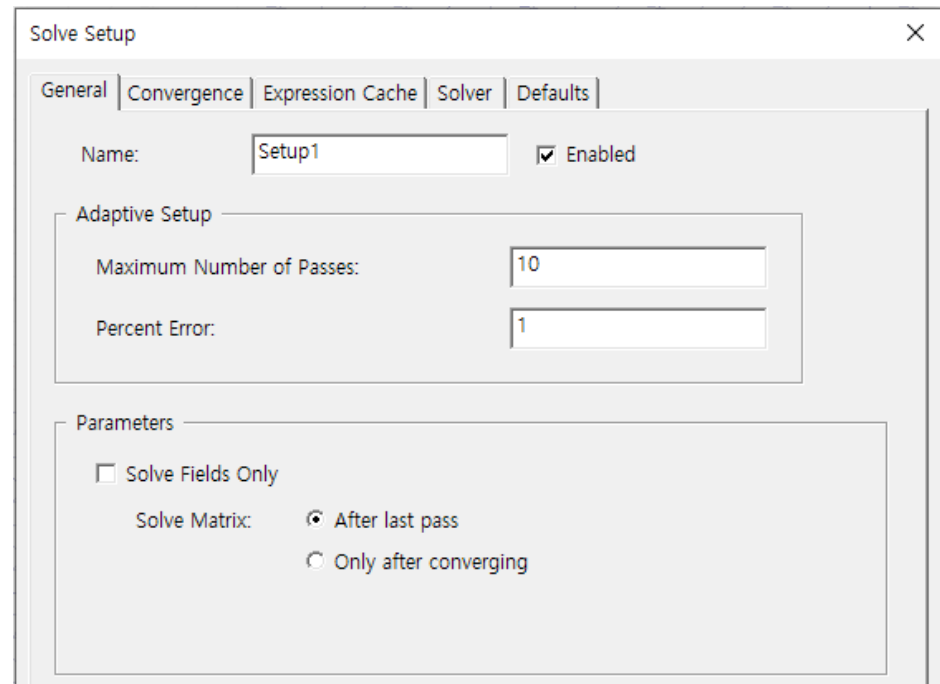 Solve Setup
General Convergence Expression Cache Solver Defaults
Name: Setup1 Enabled
Adaptive Setup
Maximum Number of Passes: 10
Percent Error: 1
Parameters
Solve Fields Only
Solve Matrix: After last pass
Only after converging